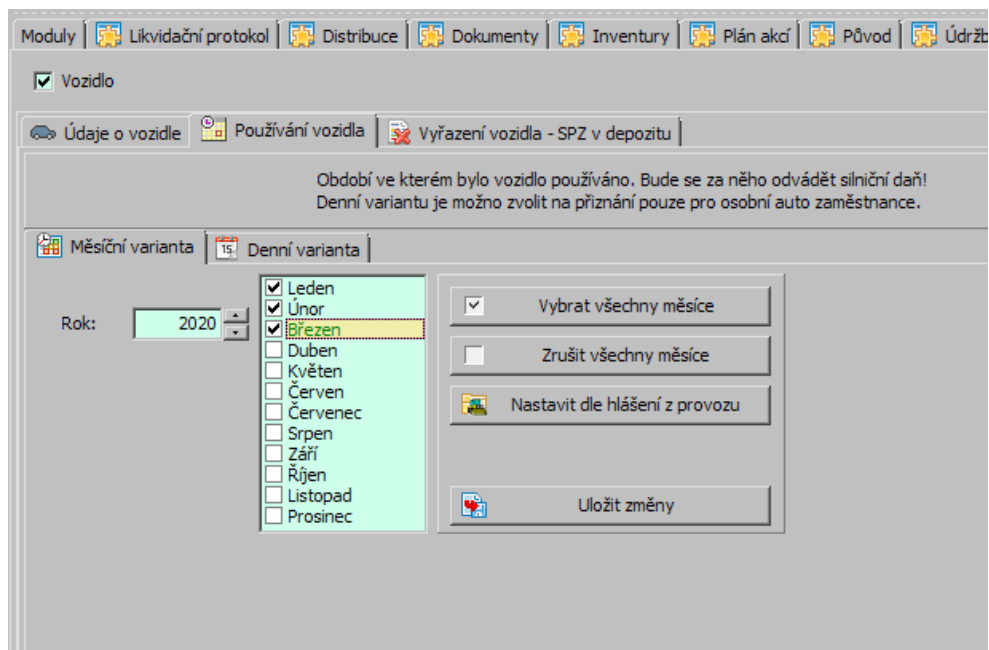 Moduly Likvidační protokol Distribuce Dokumenty Inventury Plán akcí Původ Údržb
Vozidlo
Údaje o vozidle Používání vozidla Vyřazení vozidla - SPZ v depozitu
Období ve kterém bylo vozidlo používáno. Bude se za něho odvádět silniční daň!
Denní variantu je možno zvolit na přiznání pouze pro osobní auto zaměstnance.
Měsíční varianta 15 Denní varianta
Rok: 2020
Leden
Únor
Březen
Duben
Květen
Červen
Červenec
Srpen
Září
Říjen
Listopad
Prosinec
Vybrat všechny měsíce
Zrušit všechny měsíce
Nastavit dle hlášení z provozu
Uložit změny